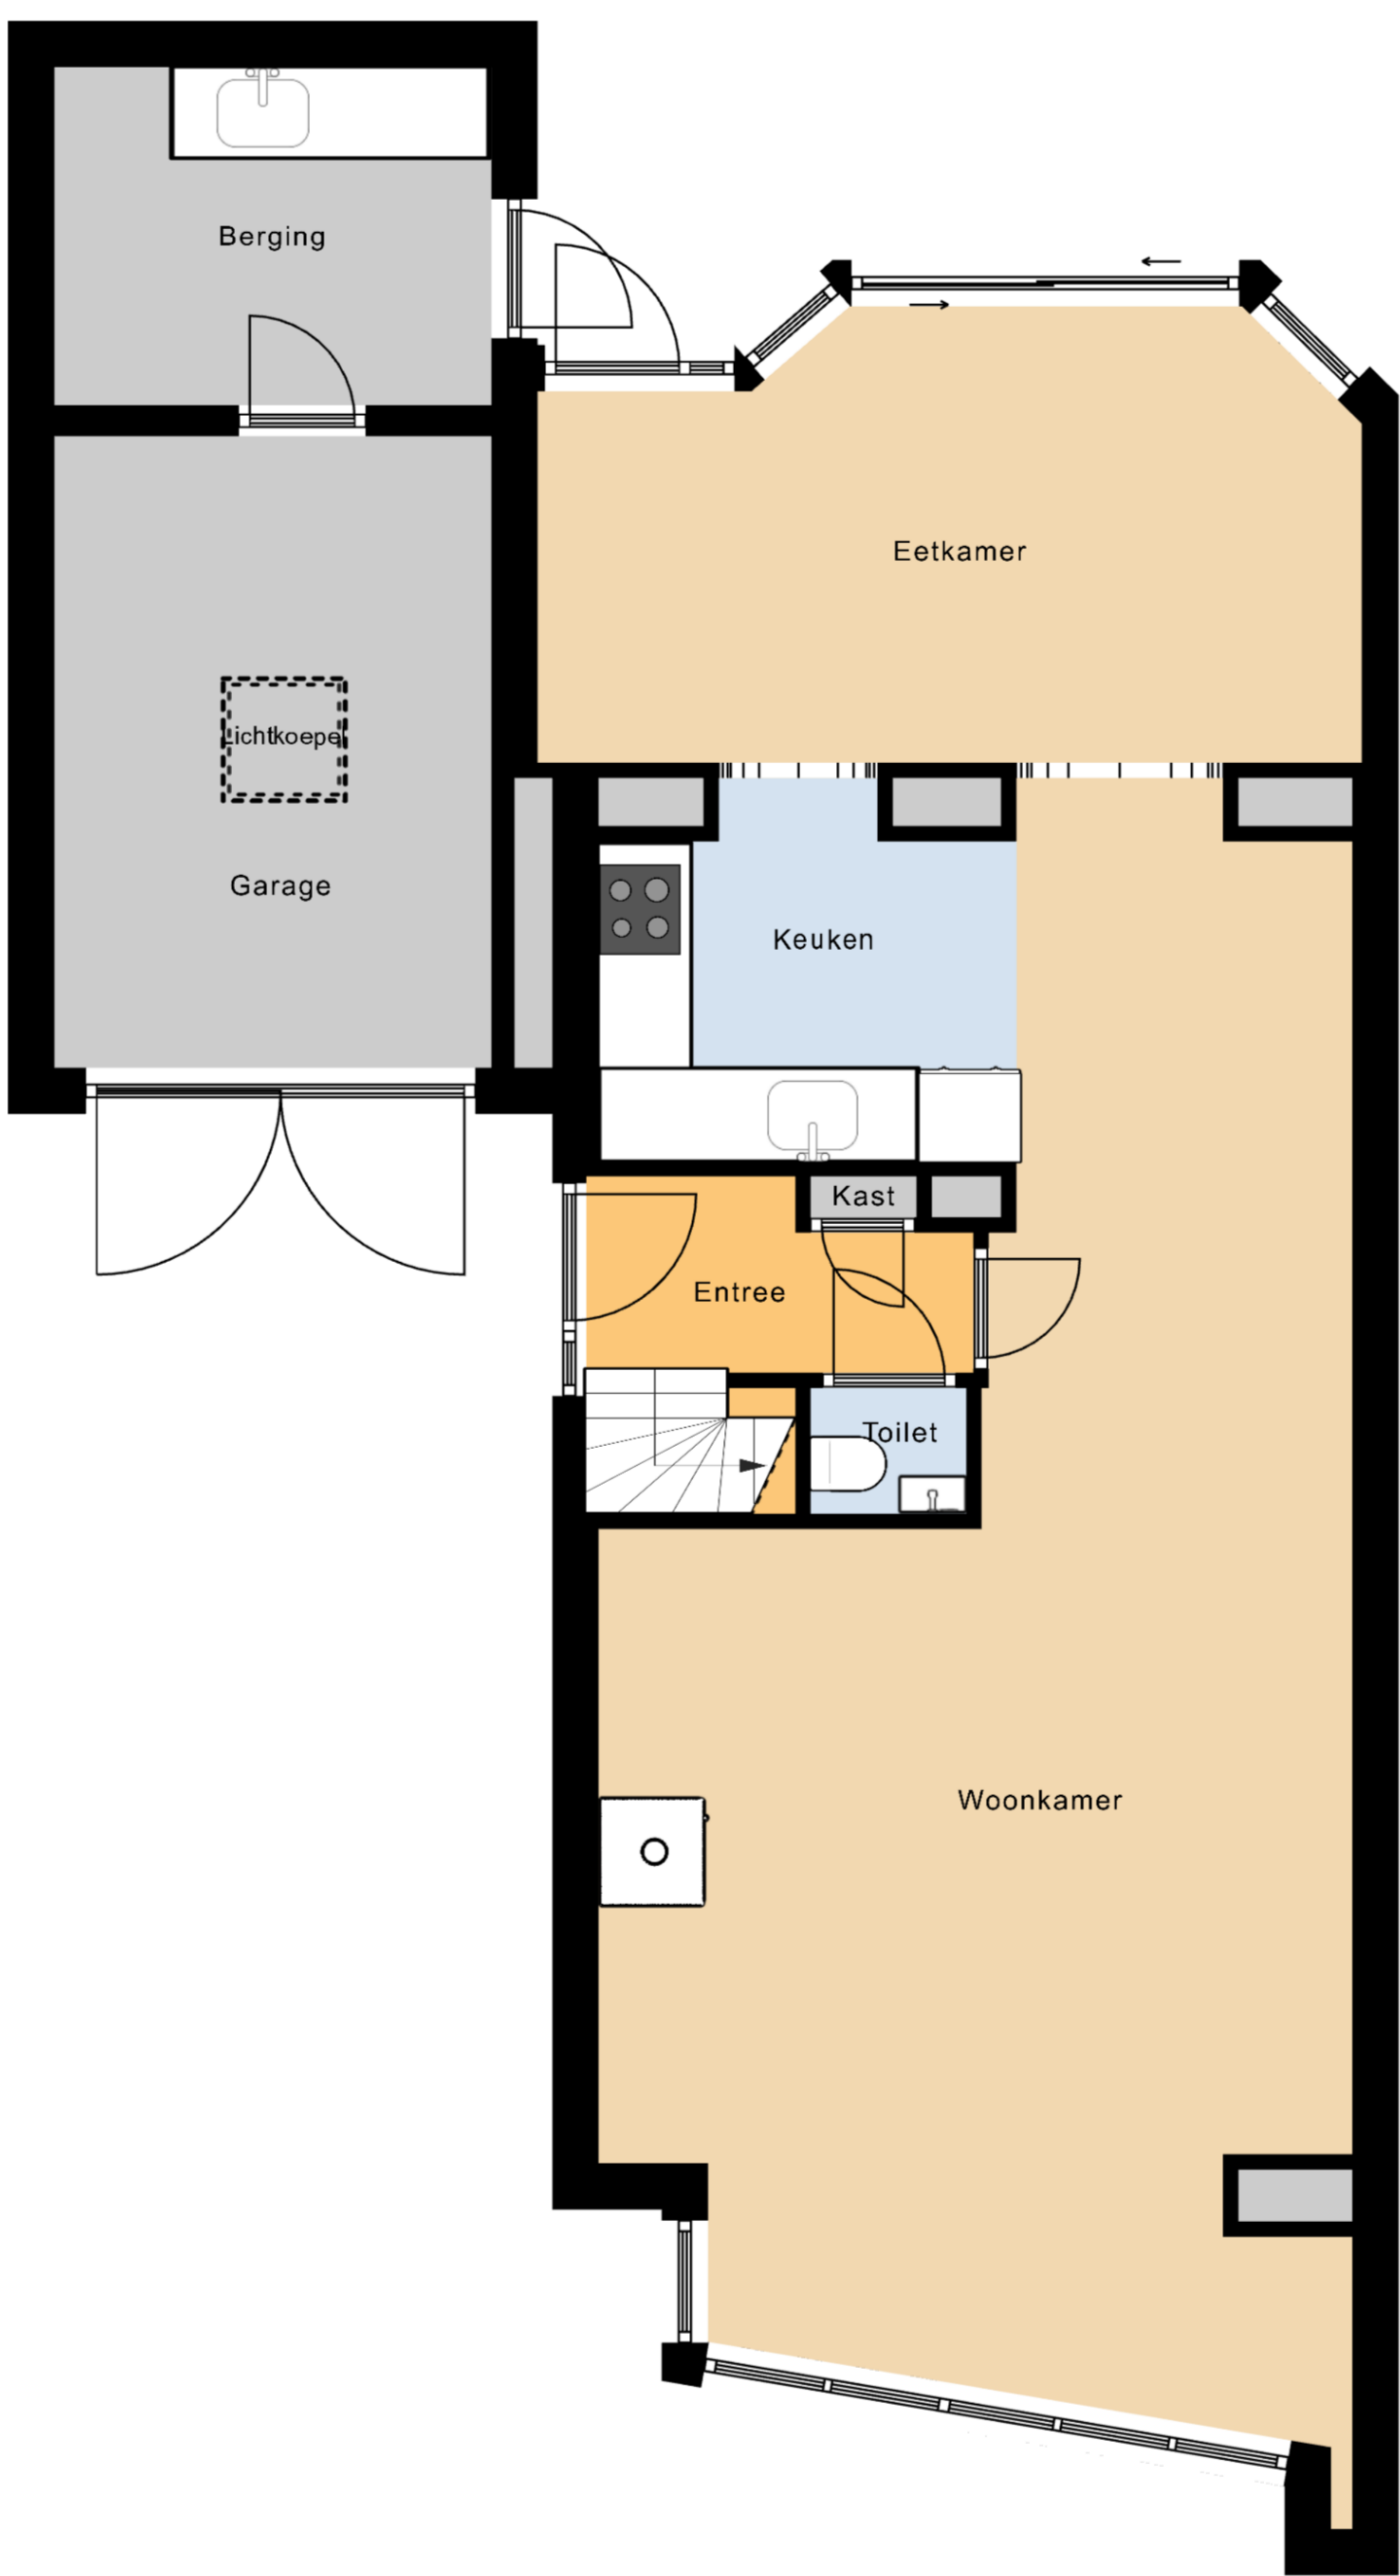 Berging
Eetkamer
Lichtkoepel
Garage
Keuken
Kast
Entree
Toilet
Woonkamer